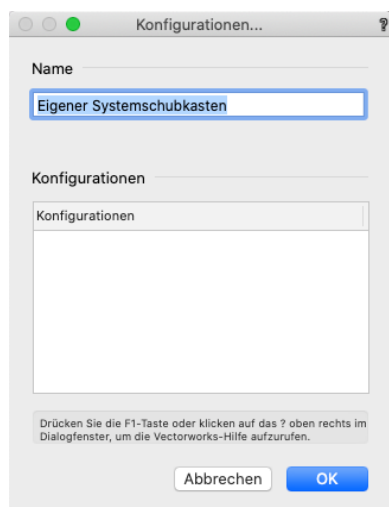 Konfigurationen...
?
Name
Eigener Systemschubkasten
Konfigurationen
Konfigurationen
Drücken Sie die F1-Taste oder klicken auf das ? oben rechts im
Dialogfenster, um die Vectorworks-Hilfe aufzurufen.
Abbrechen
OK